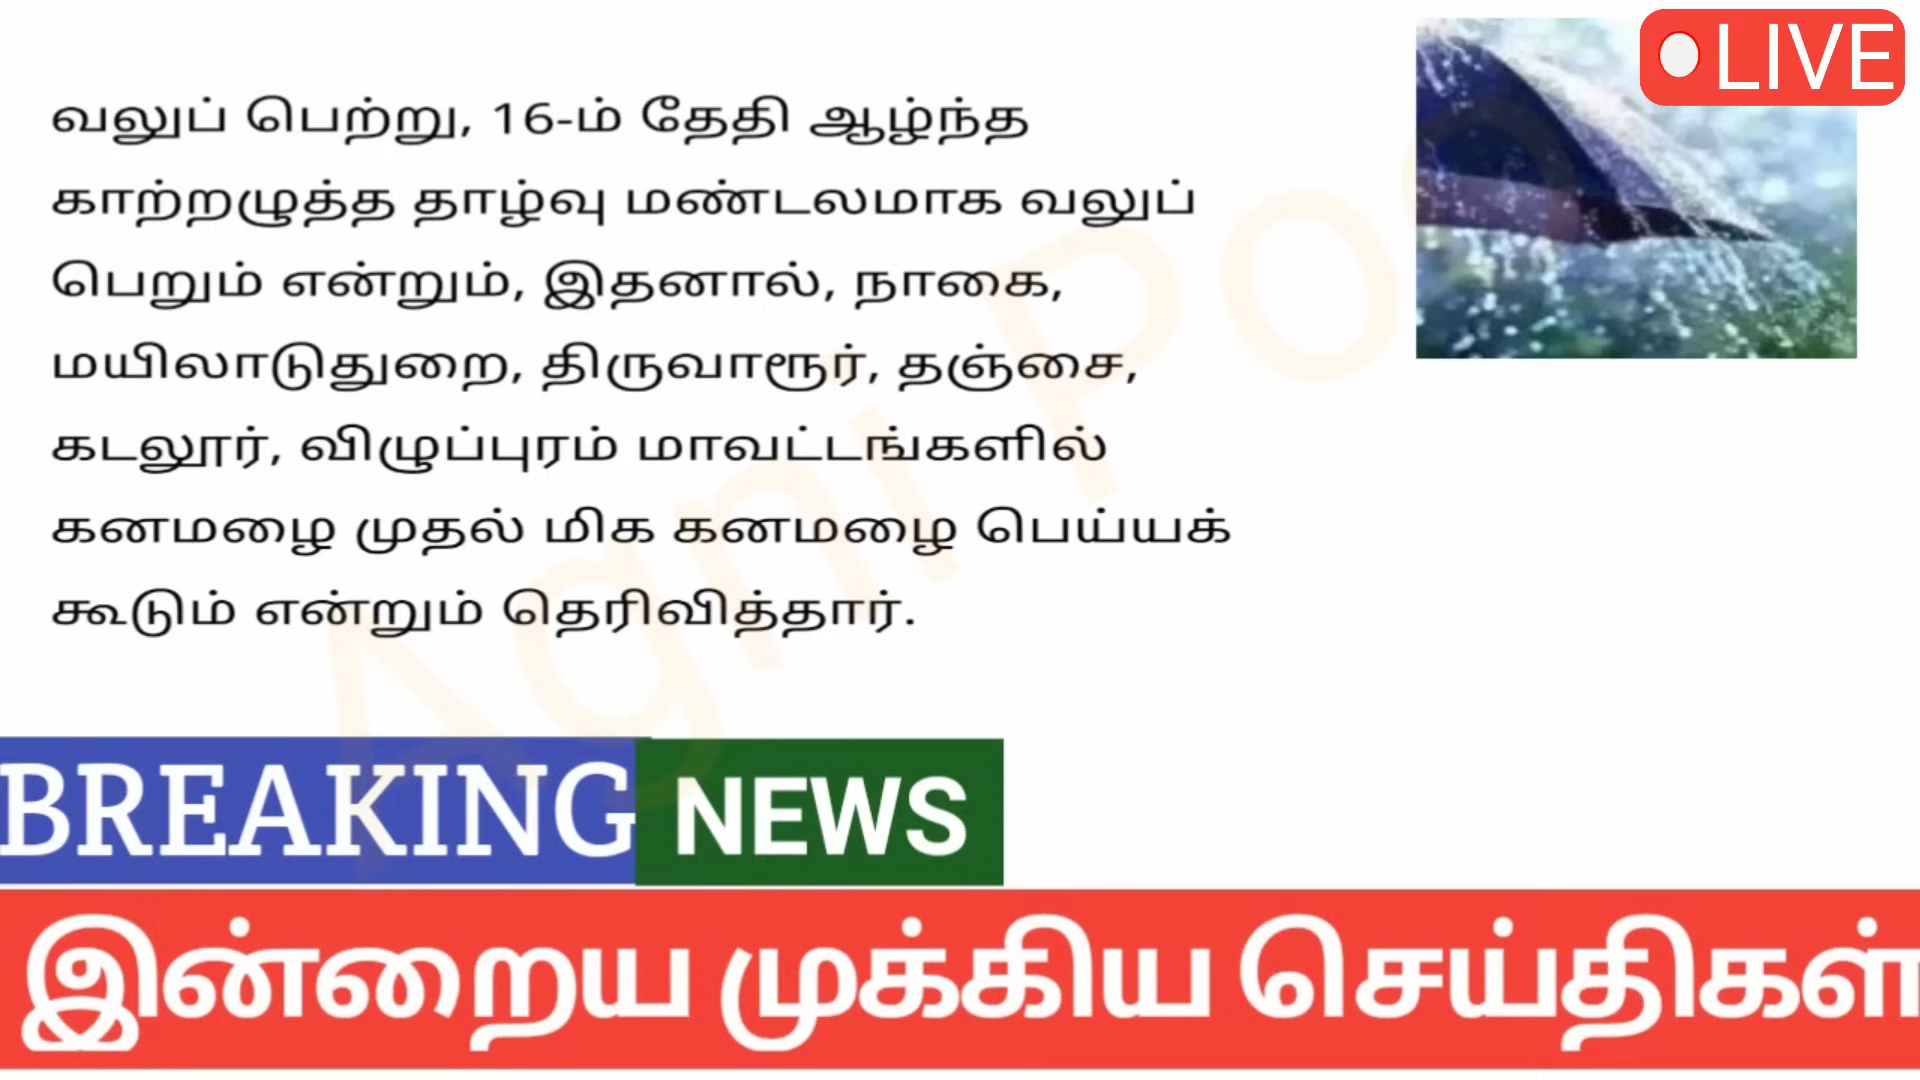 LIVE
வலுப் பெற்று, 16-ம் தேதி ஆழ்ந்த
காற்றழுத்த தாழ்வு மண்டலமாக வலுப்
பெறும் என்றும், இதனால், நாகை,
மயிலாடுதுறை, திருவாரூர், தஞ்சை,
கடலூர், விழுப்புரம் மாவட்டங்களில்
கனமழை முதல் மிக கனமழை பெய்யக்
கூடும் என்றும் தெரிவித்தார்.
Agni
BREAKING NEWS
இன்றைய முக்கிய செய்திகள்